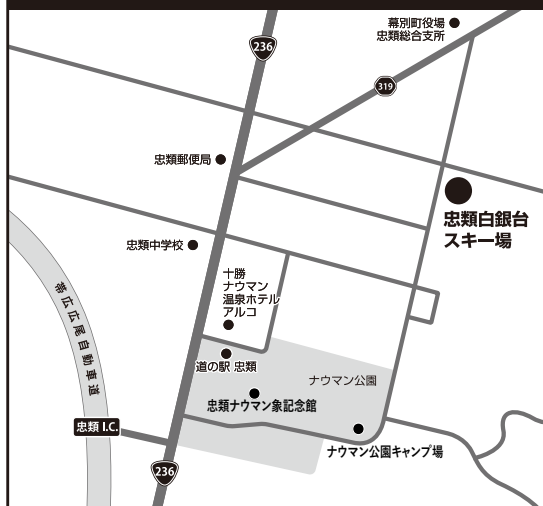 幕別町役場
忠類総合支所
236
319
忠類郵便局
忠類白銀台
スキー場
忠類中学校
十勝
ナウマン
温泉ホテル
アルコ
帯広広尾自動車道
道の駅 忠類
ナウマン公園
忠類ナウマン象記念館
忠類 I.C.
ナウマン公園キャンプ場
236